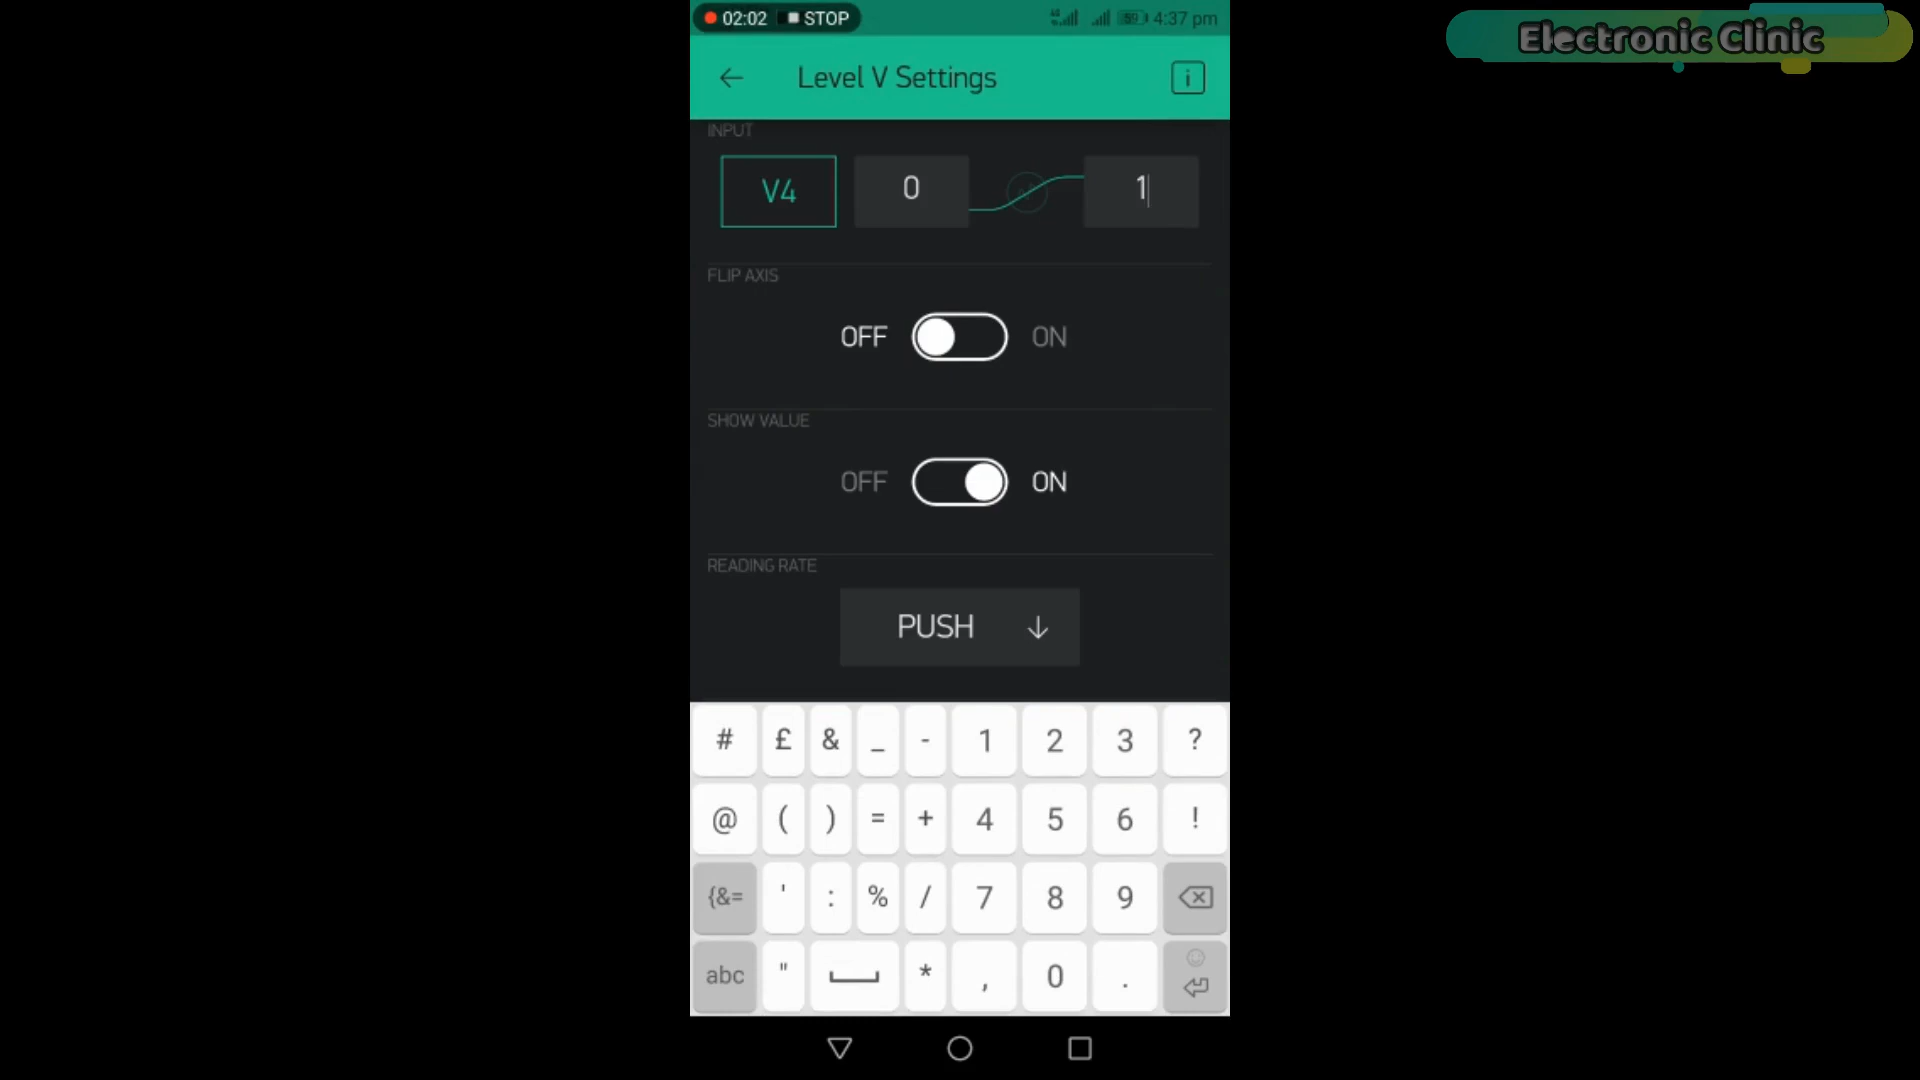 02:02 STOP 59 4:37 pm
Electronic Clinic
Level V Settings
INPUT
V4 0 1
FLIP AXIS
OFF ON
SHOW VALUE
OFF ON
READING RATE
PUSH
# £ & _ - 1 2 3 ?
@ ( ) = + 4 5 6 !
{&= ' : % / 7 8 9
abc " * , 0 .